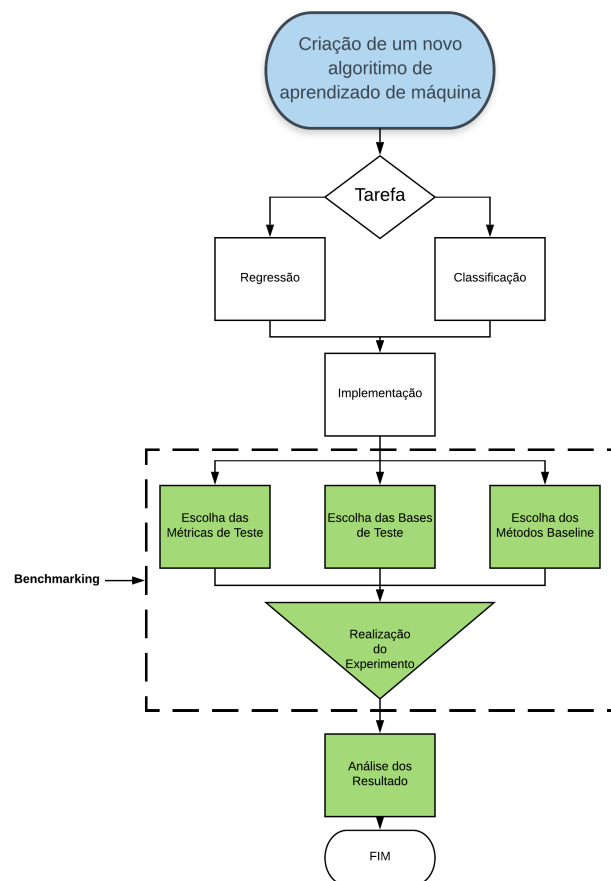 Criação de um novo
algoritimo de
aprendizado de máquina
Tarefa
Regressão
Classificação
Implementação
Escolha das
Métricas de Teste
Escolha das Bases
de Teste
Escolha dos
Métodos Baseline
Benchmarking
Realização
do
Experimento
Análise dos
Resultado
FIM